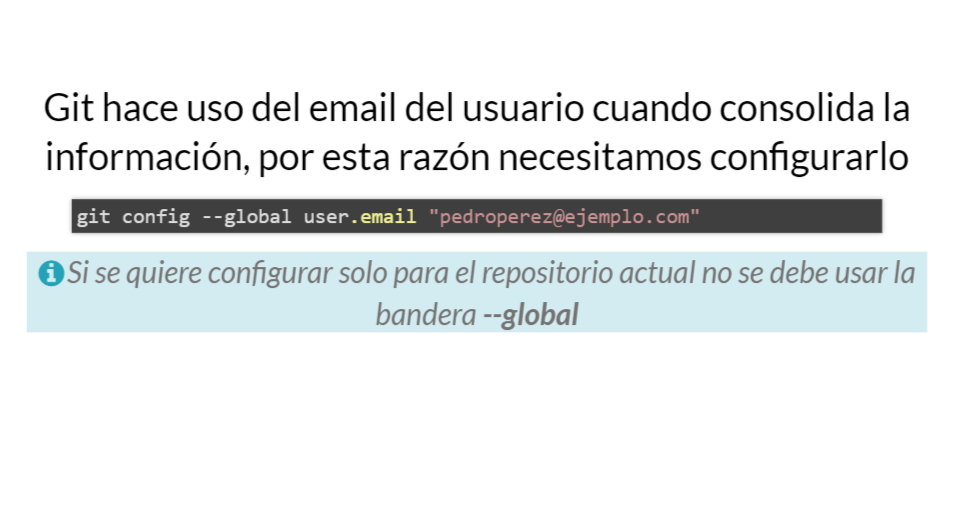 Git hace uso del email del usuario cuando consolida la
información, por esta razón necesitamos configurarlo
git config --global user.email "pedroperez@ejemplo.com"
Si se quiere configurar solo para el repositorio actual no se debe usar la
bandera --global